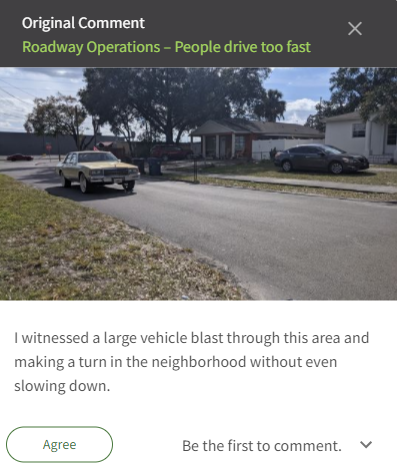 Original Comment
Roadway Operations – People drive too fast
I witnessed a large vehicle blast through this area and
making a turn in the neighborhood without even
slowing down.
Agree
Be the first to comment.